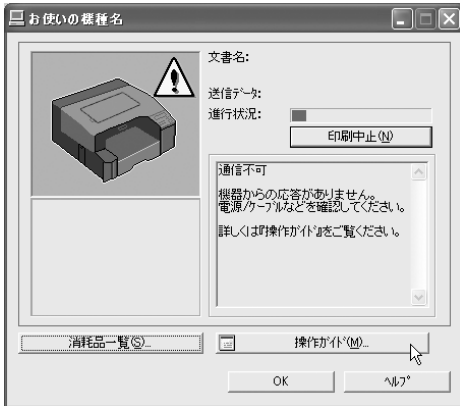 お使いの機種名
文書名:
送信ﾃﾞｰﾀ:
進行状況:
印刷中止(N)
通信不可
機器からの応答がありません。
電源/ｹｰﾌﾞﾙなどを確認してください。
詳しくは『操作ｶﾞｲﾄﾞ』をご覧ください。
消耗品一覧(S)...
操作ｶﾞｲﾄﾞ(M)...
OK
ﾍﾙﾌﾟ